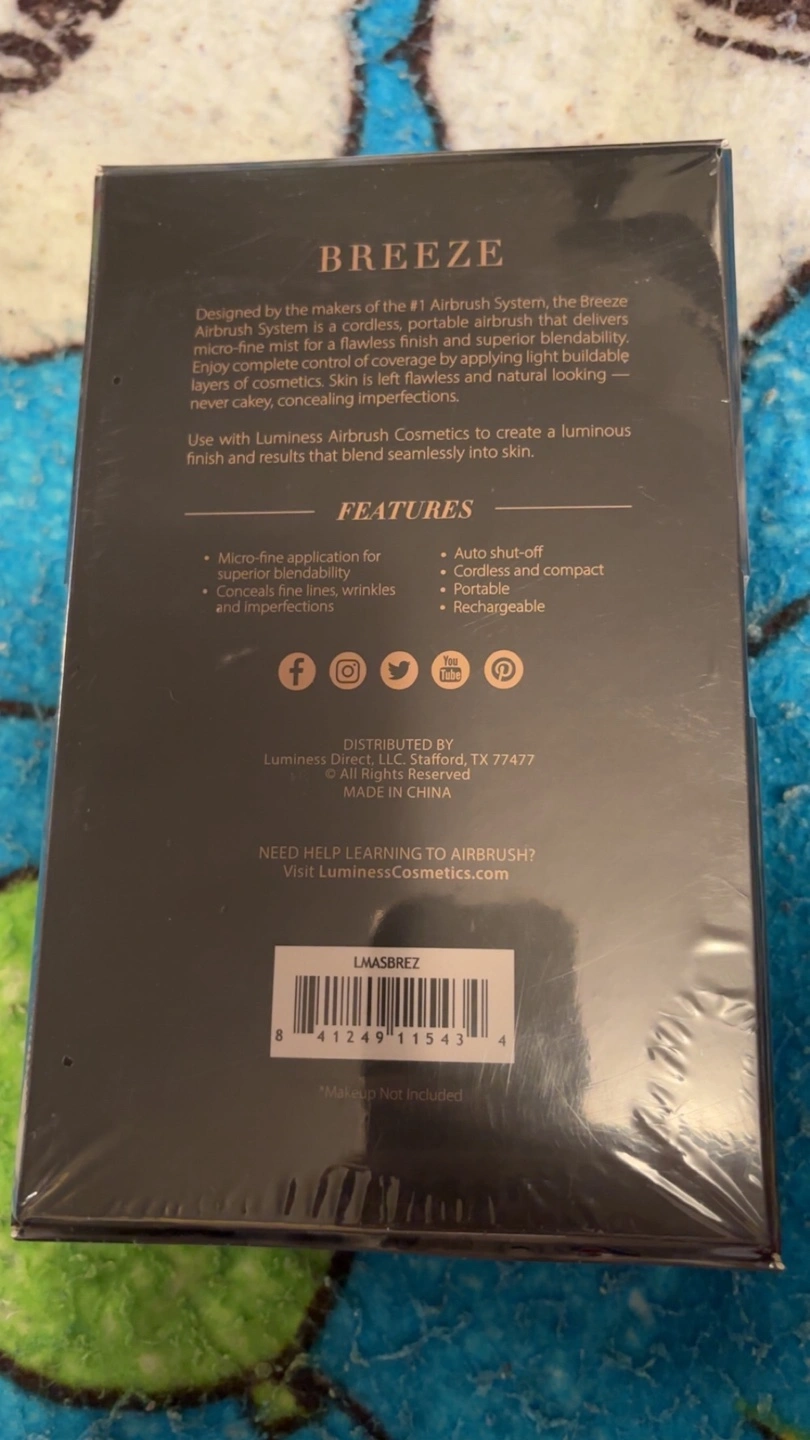 BREEZE
Designed by the makers of the #1 Airbrush System, the Breeze
Airbrush System is a cordless, portable airbrush that delivers
micro-fine mist for a flawless finish and superior blendability.
Enjoy complete control of coverage by applying light buildable
layers of cosmetics. Skin is left flawless and natural looking —
never cakey, concealing imperfections.
Use with Luminess Airbrush Cosmetics to create a luminous
finish and results that blend seamlessly into skin.
FEATURES
• Micro-fine application for
superior blendability
• Conceals fine lines, wrinkles
and imperfections
• Auto shut-off
• Cordless and compact
• Portable
• Rechargeable
You
Tube
DISTRIBUTED BY
Luminess Direct, LLC. Stafford, TX 77477
© All Rights Reserved
MADE IN CHINA
NEED HELP LEARNING TO AIRBRUSH?
Visit LuminessCosmetics.com
LMASBREZ
8 41249 11543 4
*Makeup Not Included